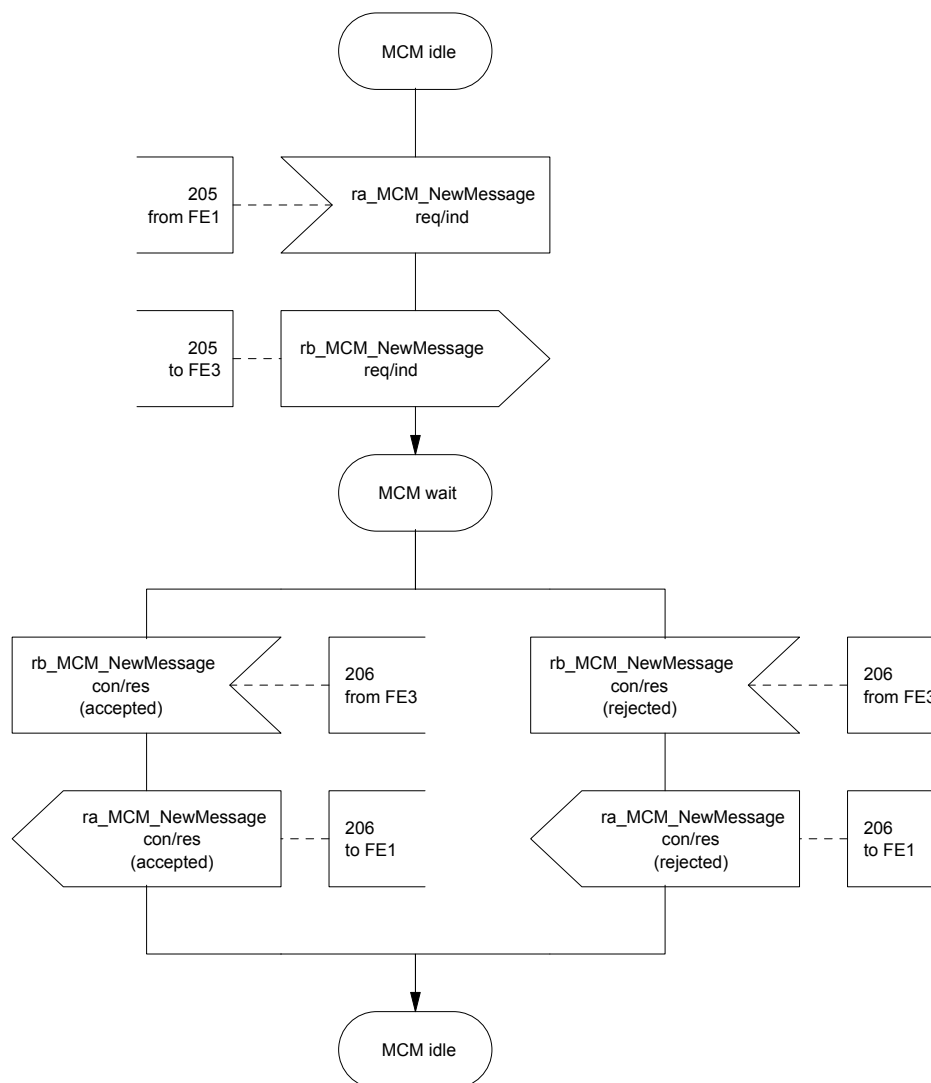 MCM idle
205
from FE1
ra_MCM_NewMessage
req/ind
205
to FE3
rb_MCM_NewMessage
req/ind
MCM wait
rb_MCM_NewMessage
con/res
(accepted)
206
from FE3
rb_MCM_NewMessage
con/res
(rejected)
206
from FE3
ra_MCM_NewMessage
con/res
(accepted)
206
to FE1
ra_MCM_NewMessage
con/res
(rejected)
206
to FE1
MCM idle